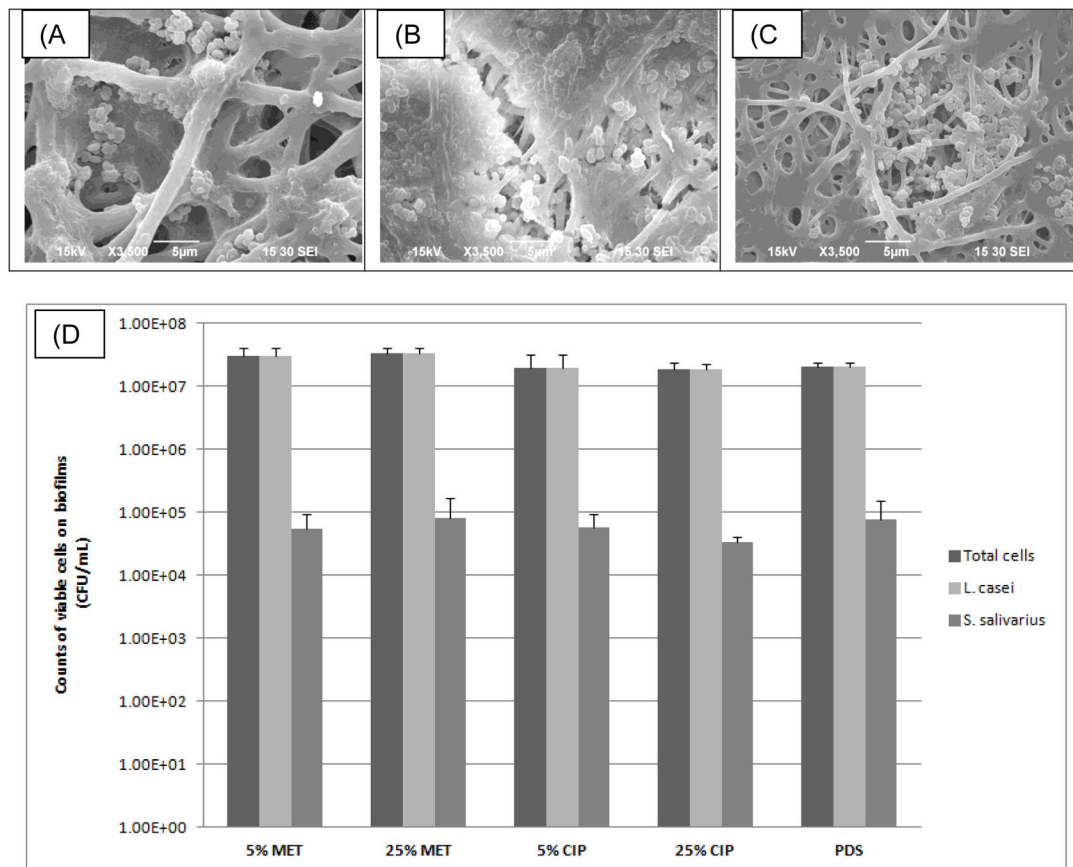 (A
(B
(C
15kV X3,500 5µm 15 30 SEI
15kV X3,500 5µm 15 30 SEI
15kV X3,500 5µm 15 30 SEI
(D
Counts of viable cells on biofilms
(CFU/mL)
1.00E+08
1.00E+07
1.00E+06
1.00E+05
1.00E+04
1.00E+03
1.00E+02
1.00E+01
1.00E+00
5% MET
25% MET
5% CIP
25% CIP
PDS
Total cells
L. casei
S. salivarius